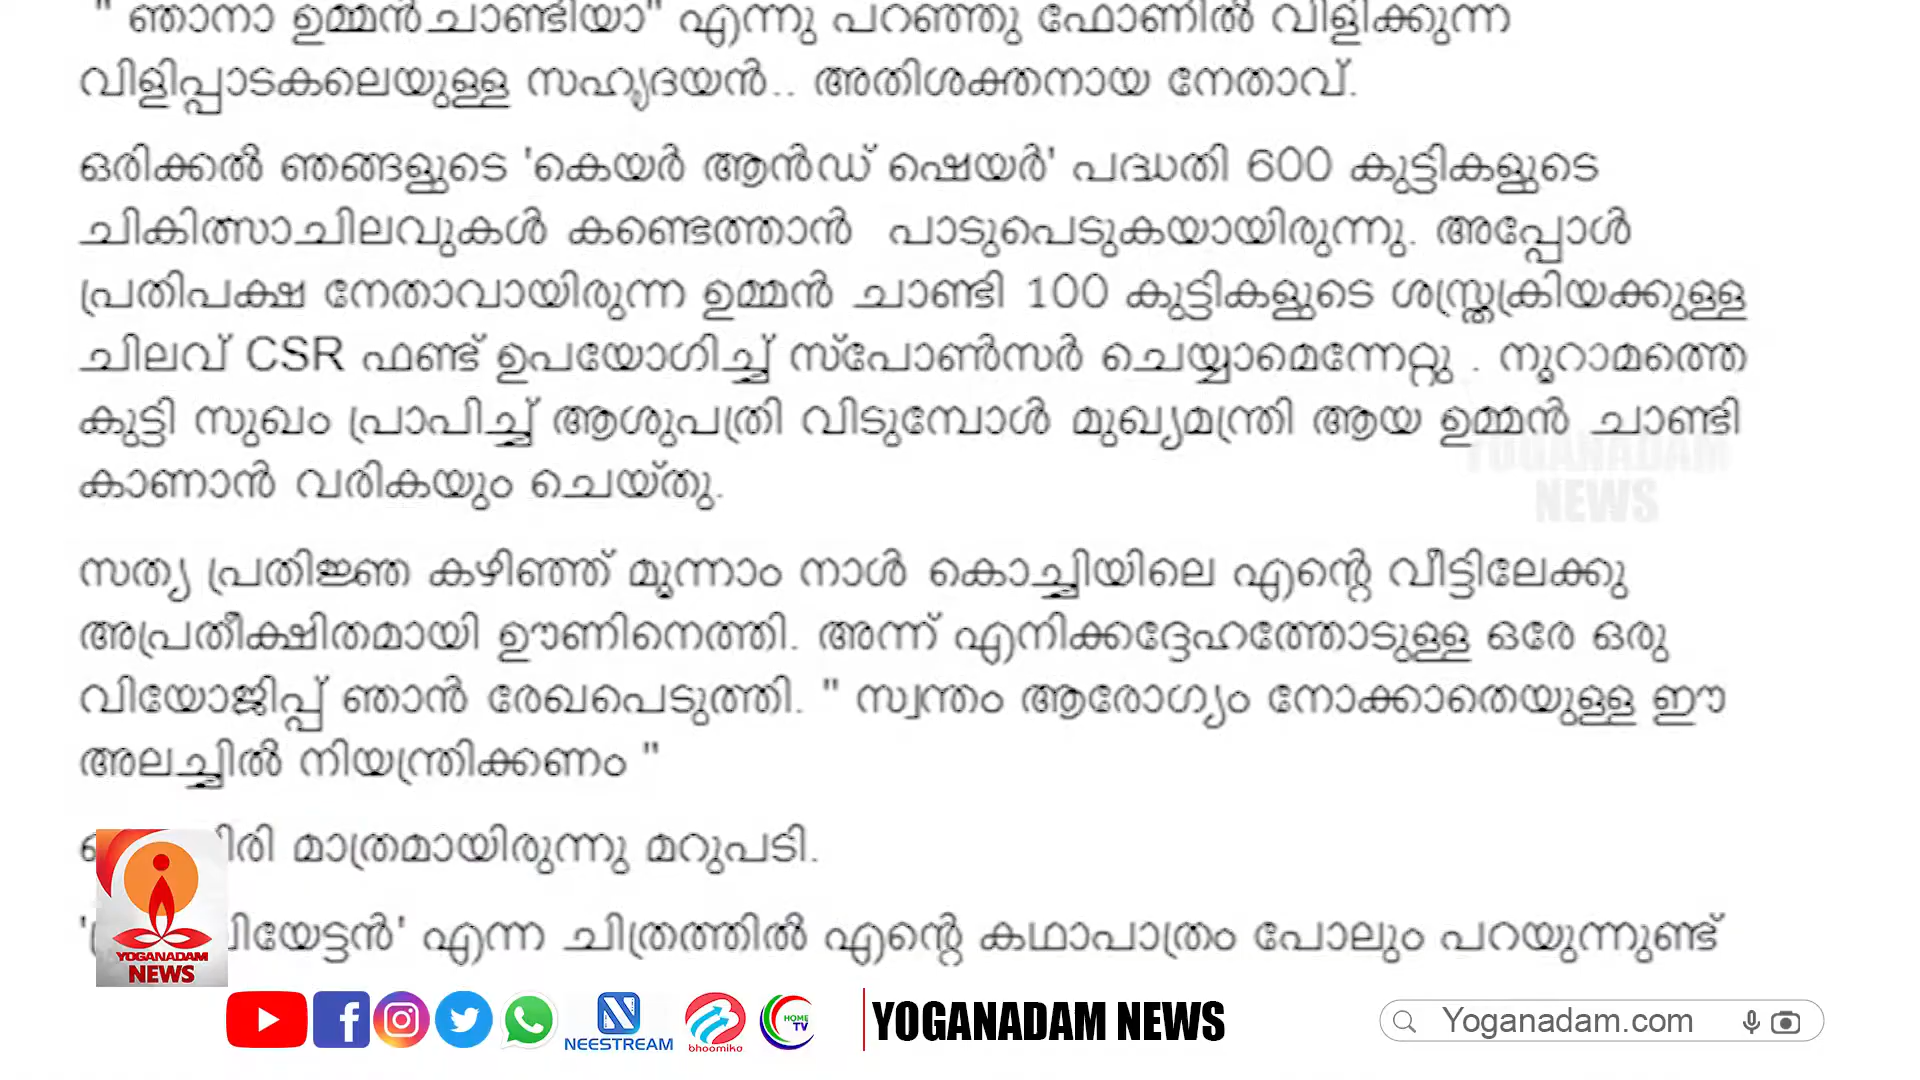 " ഞാനാ ഉമ്മൻചാണ്ടിയാ" എന്നു പറഞ്ഞു ഫോണിൽ വിളിക്കുന്ന
വിളിപ്പാടകലെയുള്ള സഹൃദയൻ.. അതിശക്തനായ നേതാവ്.
ഒരിക്കൽ ഞങ്ങളുടെ 'കെയർ ആൻഡ് ഷെയർ' പദ്ധതി 600 കുട്ടികളുടെ
ചികിത്സാചിലവുകൾ കണ്ടെത്താൻ പാടുപെടുകയായിരുന്നു. അപ്പോൾ
പ്രതിപക്ഷ നേതാവായിരുന്ന ഉമ്മൻ ചാണ്ടി 100 കുട്ടികളുടെ ശസ്ത്രക്രിയക്കുള്ള
ചിലവ് CSR ഫണ്ട് ഉപയോഗിച്ച് സ്പോൺസർ ചെയ്യാമെന്നേറ്റു . നൂറാമത്തെ
കുട്ടി സുഖം പ്രാപിച്ച് ആശുപത്രി വിടുമ്പോൾ മുഖ്യമന്ത്രി ആയ ഉമ്മൻ ചാണ്ടി
കാണാൻ വരികയും ചെയ്തു.
YOGANADAM
NEWS
സത്യ പ്രതിജ്ഞ കഴിഞ്ഞ് മൂന്നാം നാൾ കൊച്ചിയിലെ എന്റെ വീട്ടിലേക്കു
അപ്രതീക്ഷിതമായി ഊണിനെത്തി. അന്ന് എനിക്കദ്ദേഹത്തോടുള്ള ഒരേ ഒരു
വിയോജിപ്പ് ഞാൻ രേഖപെടുത്തി. " സ്വന്തം ആരോഗ്യം നോക്കാതെയുള്ള ഈ
അലച്ചിൽ നിയന്ത്രിക്കണം "
മാത്രമായിരുന്നു മറുപടി.
എന്ന ചിത്രത്തിൽ എന്റെ കഥാപാത്രം പോലും പറയുന്നുണ്ട്
YOGANADAM
NEWS
NEESTREAM
bhoomika
HOME
TV
YOGANADAM NEWS
Yoganadam.com